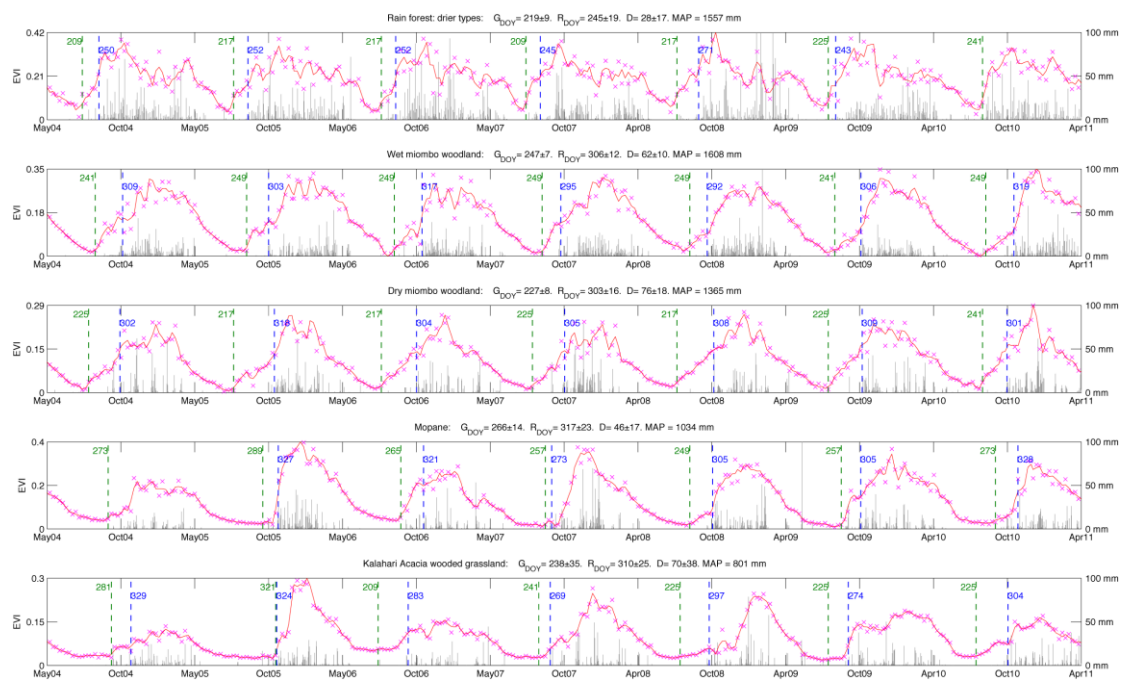 Rain forest: drier types: G_DOY= 219±9. R_DOY= 245±19. D= 28±17. MAP = 1557 mm
0.42 209 250 217 252 217 262 209 245 217 271 225 243 241 100 mm
EVI 0.21 50 mm
0 0 mm
May04 Oct04 May05 Oct05 May06 Oct06 May07 Oct07 Apr08 Oct08 Apr09 Oct09 Apr10 Oct10 Apr11
Wet miombo woodland: G_DOY= 247±7. R_DOY= 306±12. D= 62±10. MAP = 1608 mm
0.35 241 309 249 303 249 317 249 295 249 292 241 306 249 319 100 mm
EVI 0.18 50 mm
0 0 mm
May04 Oct04 May05 Oct05 May06 Oct06 May07 Oct07 Apr08 Oct08 Apr09 Oct09 Apr10 Oct10 Apr11
Dry miombo woodland: G_DOY= 227±8. R_DOY= 303±16. D= 76±18. MAP = 1365 mm
0.29 225 302 217 318 217 304 225 305 217 308 225 309 241 301 100 mm
EVI 0.15 50 mm
0 0 mm
May04 Oct04 May05 Oct05 May06 Oct06 May07 Oct07 Apr08 Oct08 Apr09 Oct09 Apr10 Oct10 Apr11
Mopane: G_DOY= 266±14. R_DOY= 317±23. D= 46±17. MAP = 1034 mm
0.4 273 289 327 265 321 257 273 249 305 257 305 273 328 100 mm
EVI 0.2 50 mm
0 0 mm
May04 Oct04 May05 Oct05 May06 Oct06 May07 Oct07 Apr08 Oct08 Apr09 Oct09 Apr10 Oct10 Apr11
Kalahari Acacia wooded grassland: G_DOY= 238±35. R_DOY= 310±25. D= 70±38. MAP = 801 mm
0.3 281 329 321 324 209 283 241 269 225 297 225 274 225 304 100 mm
EVI 0.15 50 mm
0 0 mm
May04 Oct04 May05 Oct05 May06 Oct06 May07 Oct07 Apr08 Oct08 Apr09 Oct09 Apr10 Oct10 Apr11